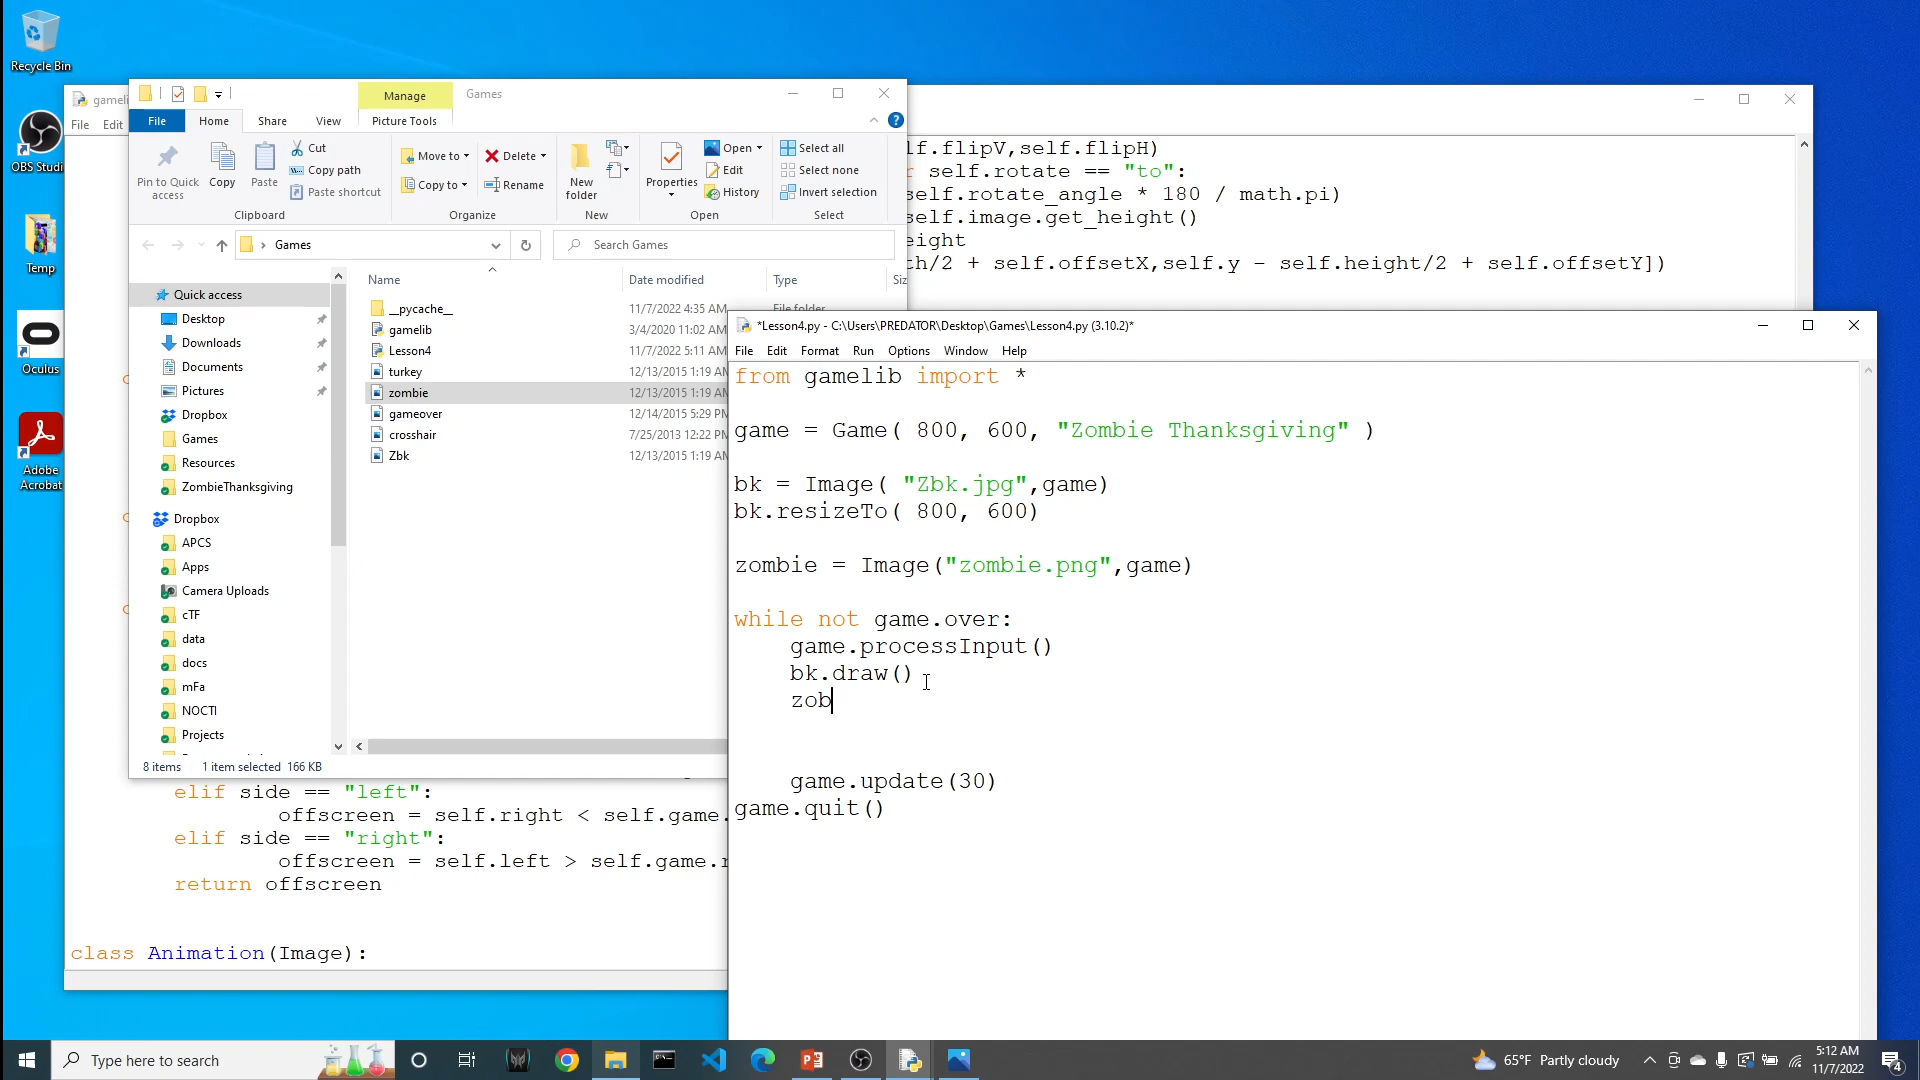 Recycle Bin
OBS Studi
Temp
Oculus
Adobe
Acrobat
gameli
File Edit
Manage
Games
File Home Share View Picture Tools
Pin to Quick
access
Copy
Paste
Cut
Copy path
Paste shortcut
Clipboard
Move to
Copy to
Delete
Rename
Organize
New
folder
New
Properties
Open
Edit
History
Open
Select all
Select none
Invert selection
Select
Games
Search Games
Name Date modified Type Siz
Quick access
Desktop
Downloads
Documents
Pictures
Dropbox
Games
Resources
ZombieThanksgiving
Dropbox
APCS
Apps
Camera Uploads
cTF
data
docs
mFa
NOCTI
Projects
__pycache__ 11/7/2022 4:35 AM File folder
gamelib 3/4/2020 11:02 AM
Lesson4 11/7/2022 5:11 AM
turkey 12/13/2015 1:19 AM
zombie 12/13/2015 1:19 AM
gameover 12/14/2015 5:29 PM
crosshair 7/25/2013 12:22 PM
Zbk 12/13/2015 1:19 AM
8 items 1 item selected 166 KB
lf.flipV,self.flipH)
r self.rotate == "to":
self.rotate_angle * 180 / math.pi)
self.image.get_height()
eight
th/2 + self.offsetX,self.y - self.height/2 + self.offsetY])
elif side == "left":
offscreen = self.right < self.game.
elif side == "right":
offscreen = self.left > self.game.r
return offscreen
class Animation(Image):
*Lesson4.py - C:\Users\PREDATOR\Desktop\Games\Lesson4.py (3.10.2)*
File Edit Format Run Options Window Help
from gamelib import *
game = Game( 800, 600, "Zombie Thanksgiving" )
bk = Image( "Zbk.jpg",game)
bk.resizeTo( 800, 600)
zombie = Image("zombie.png",game)
while not game.over:
game.processInput()
bk.draw()
zob
game.update(30)
game.quit()
Type here to search
65°F Partly cloudy
5:12 AM
11/7/2022
4